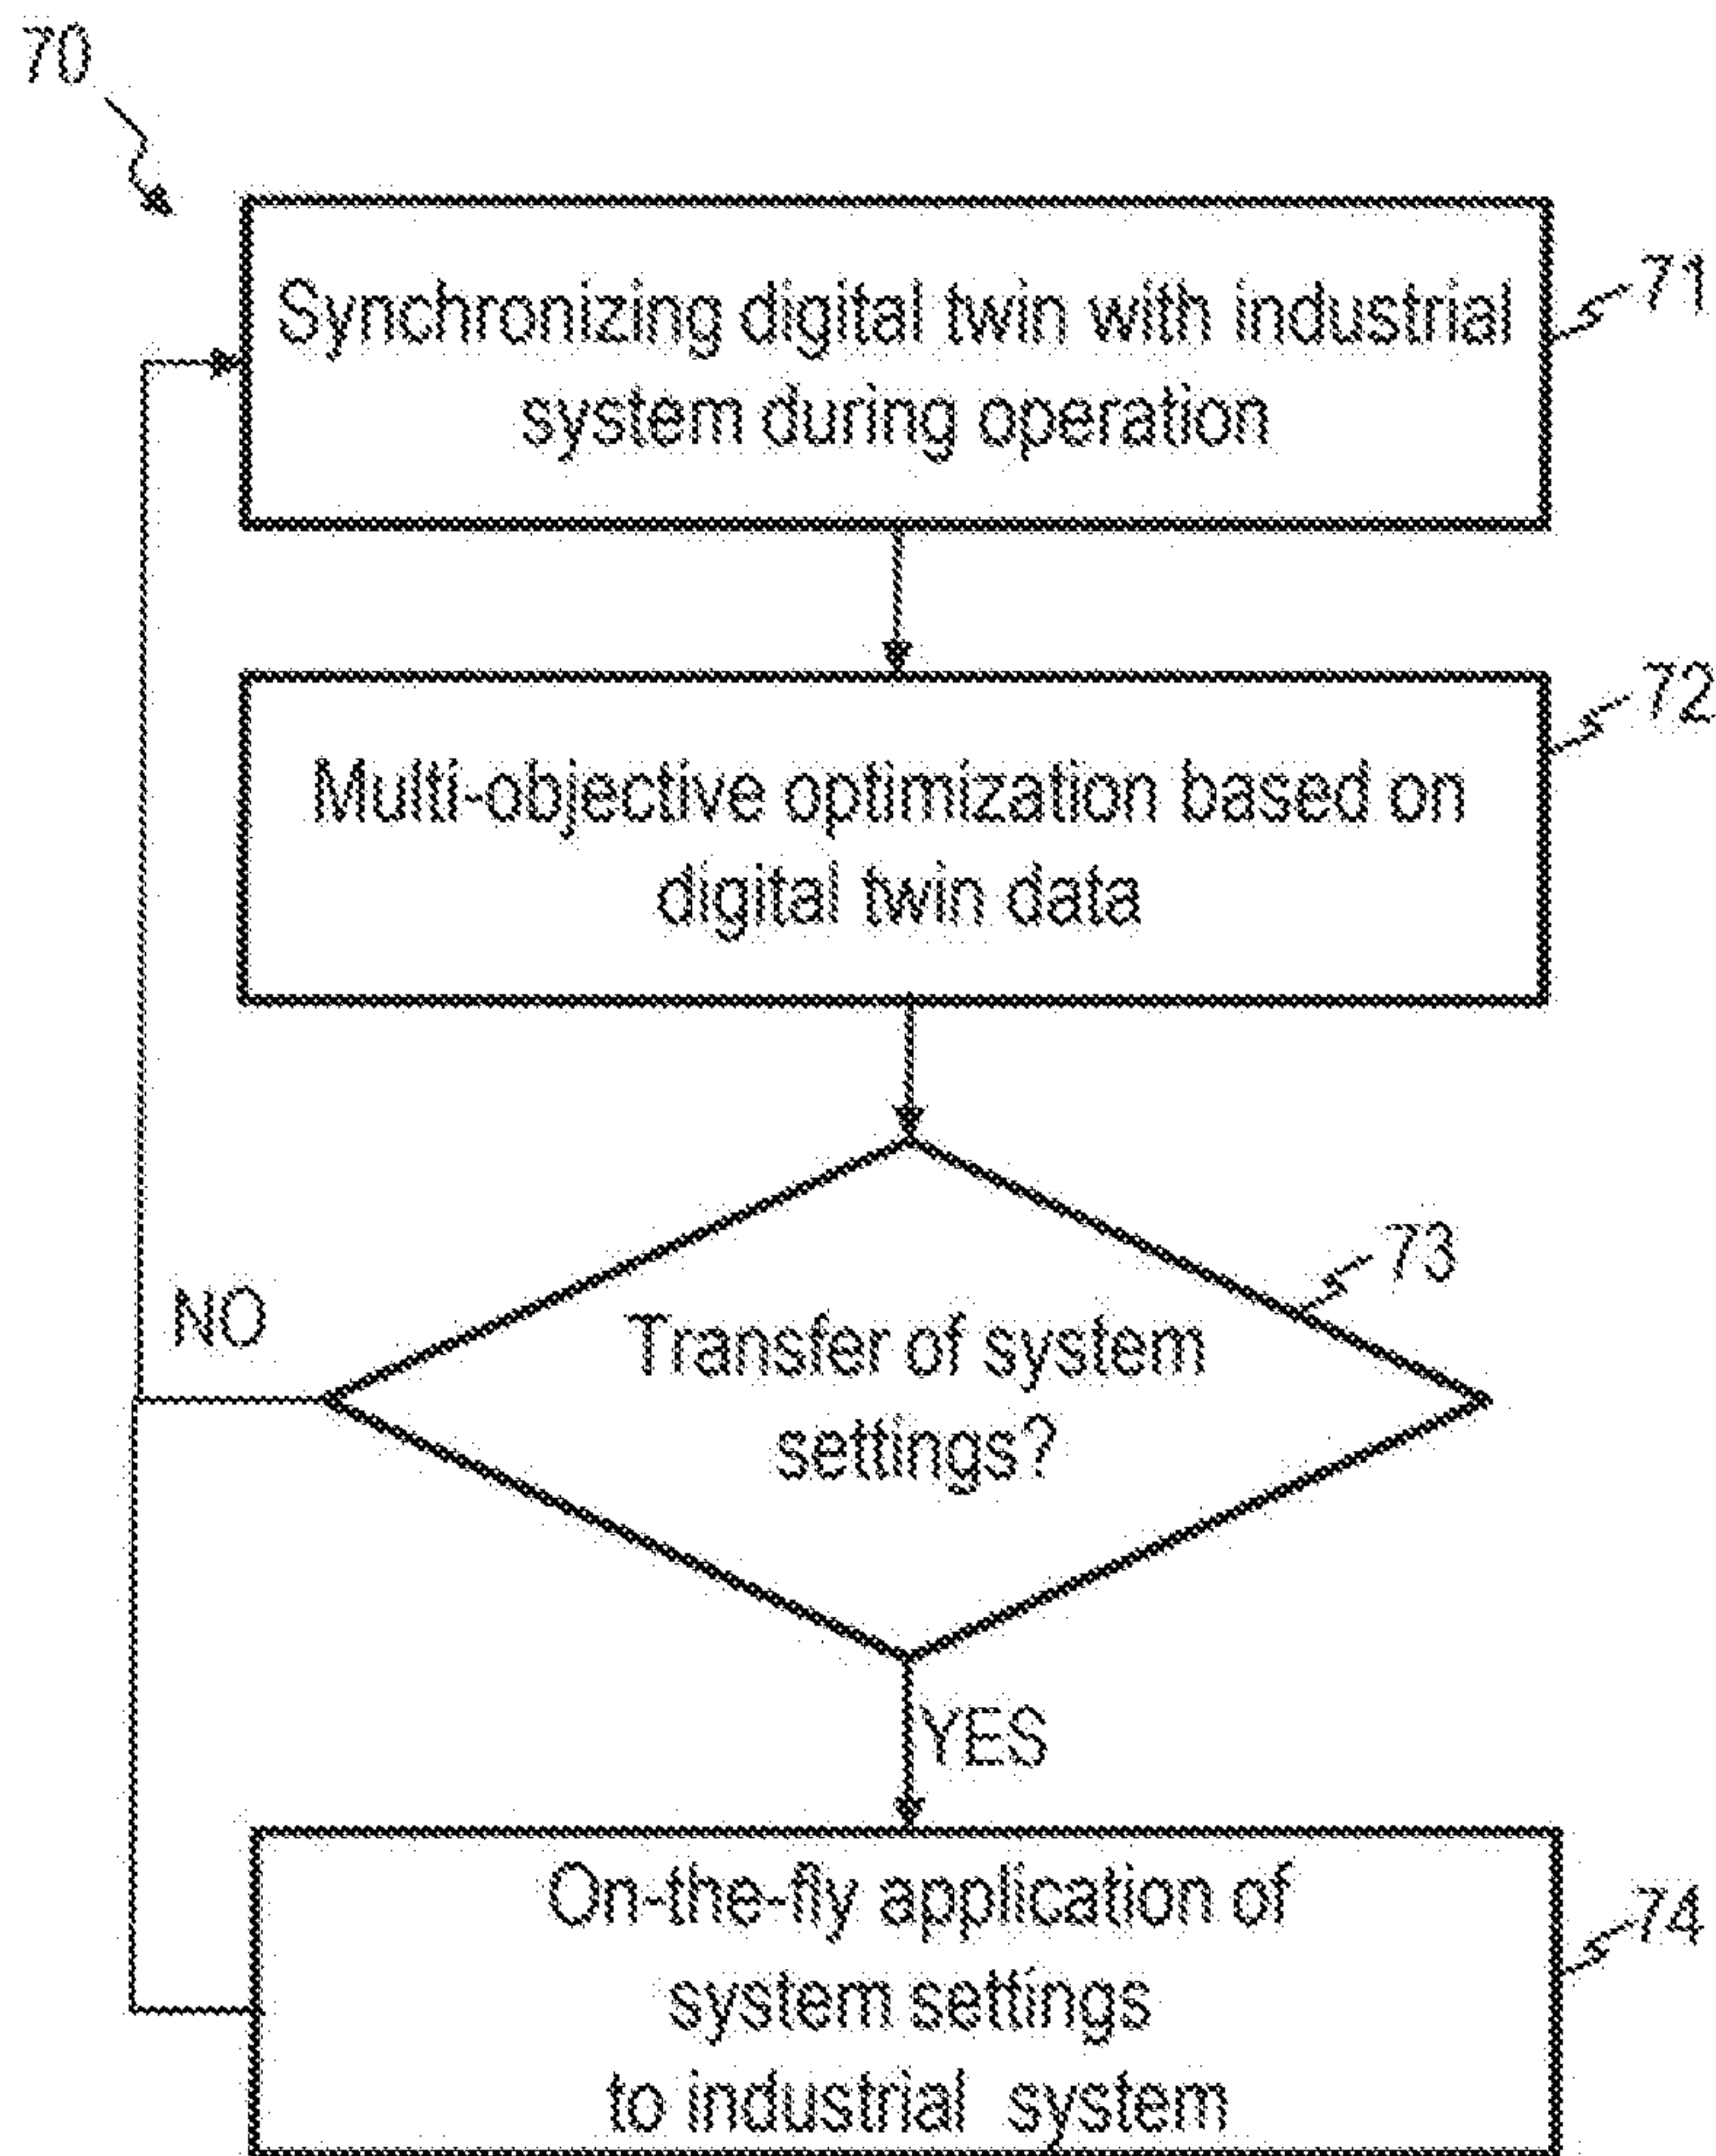 70
Synchronizing digital twin with industrial
system during operation
71
Multi-objective optimization based on
digital twin data
72
73
Transfer of system
settings?
NO
YES
On-the-fly application of
system settings
to industrial system
74